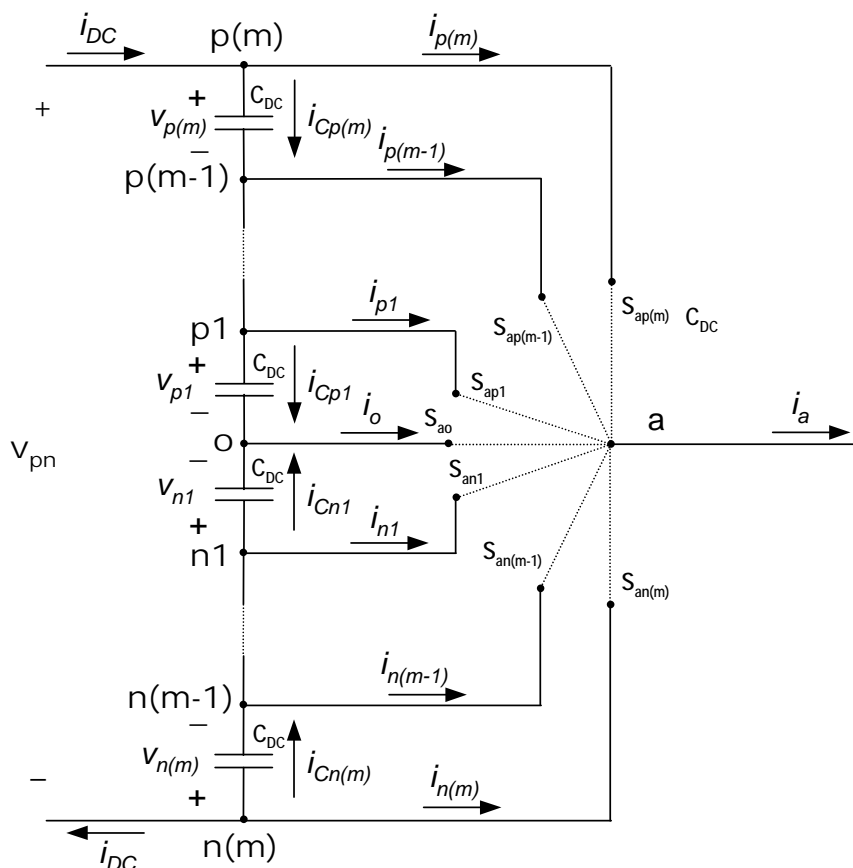 i_DC p(m) i_p(m)
+ + C_DC
v_p(m) i_Cp(m)
− i_p(m-1)
p(m-1)
i_p1
p1 S_ap(m-1) S_ap(m) C_DC
+ C_DC
v_p1 i_Cp1 S_ap1
− i_o S_ao
o a i_a
v_pn − C_DC S_an1
v_n1 i_Cn1
+ i_n1
n1 S_an(m-1)
S_an(m)
i_n(m-1)
n(m-1)
− C_DC
v_n(m) i_Cn(m)
− + i_n(m)
n(m)
i_DC